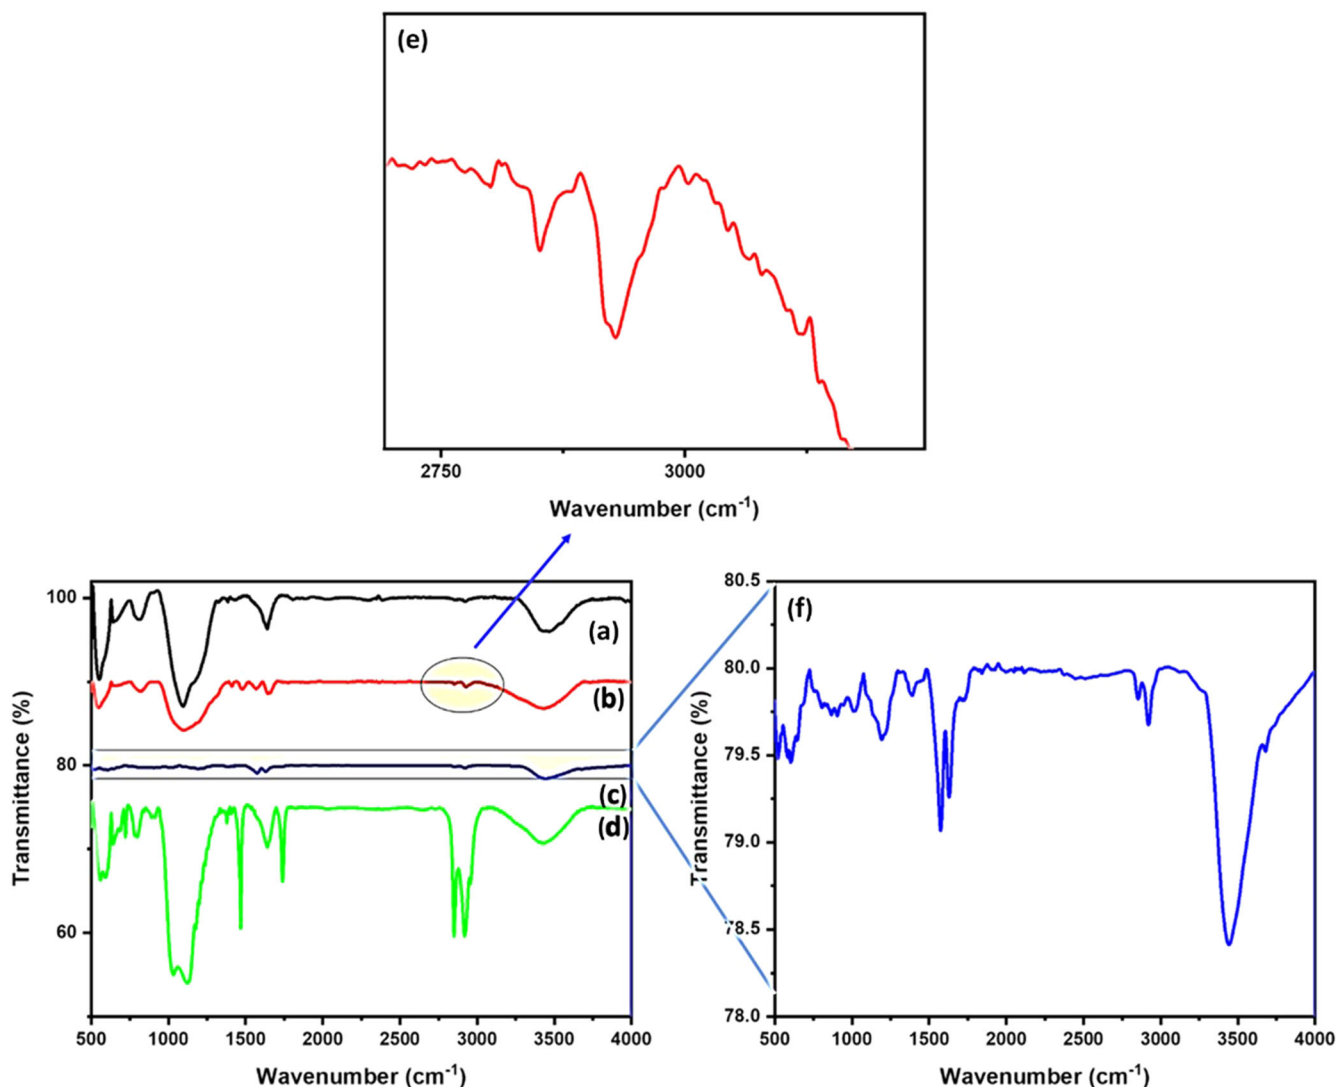 (e)
2750 3000
Wavenumber (cm-1)
Transmittance (%)
100
80
60
(a)
(b)
(c)
(d)
500 1000 1500 2000 2500 3000 3500 4000
Wavenumber (cm-1)
Transmittance (%)
(f)
80.5
80.0
79.5
79.0
78.5
78.0
500 1000 1500 2000 2500 3000 3500 4000
Wavenumber (cm-1)